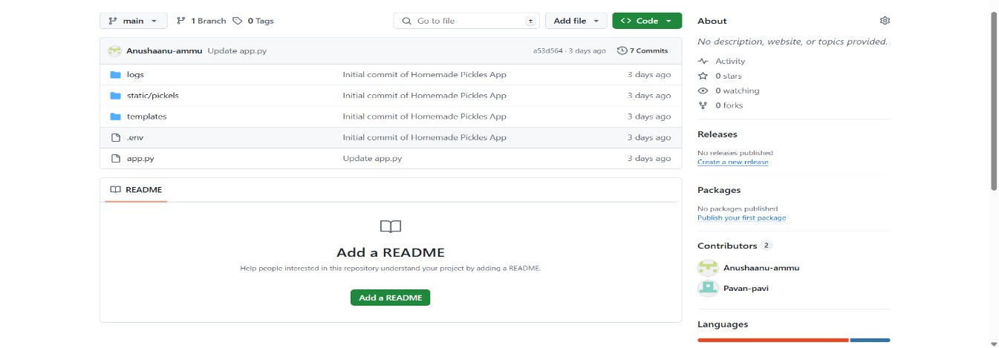 main 1 Branch 0 Tags Go to file t Add file <> Code
Anushaanu-ammu Update app.py a53d564 · 3 days ago 7 Commits
logs Initial commit of Homemade Pickles App 3 days ago
static/pickels Initial commit of Homemade Pickles App 3 days ago
templates Initial commit of Homemade Pickles App 3 days ago
.env Initial commit of Homemade Pickles App 3 days ago
app.py Update app.py 3 days ago
README
Add a README
Help people interested in this repository understand your project by adding a README.
Add a README
About
No description, website, or topics provided.
Activity
0 stars
0 watching
0 forks
Releases
No releases published
Create a new release
Packages
No packages published
Publish your first package
Contributors 2
Anushaanu-ammu
Pavan-pavi
Languages